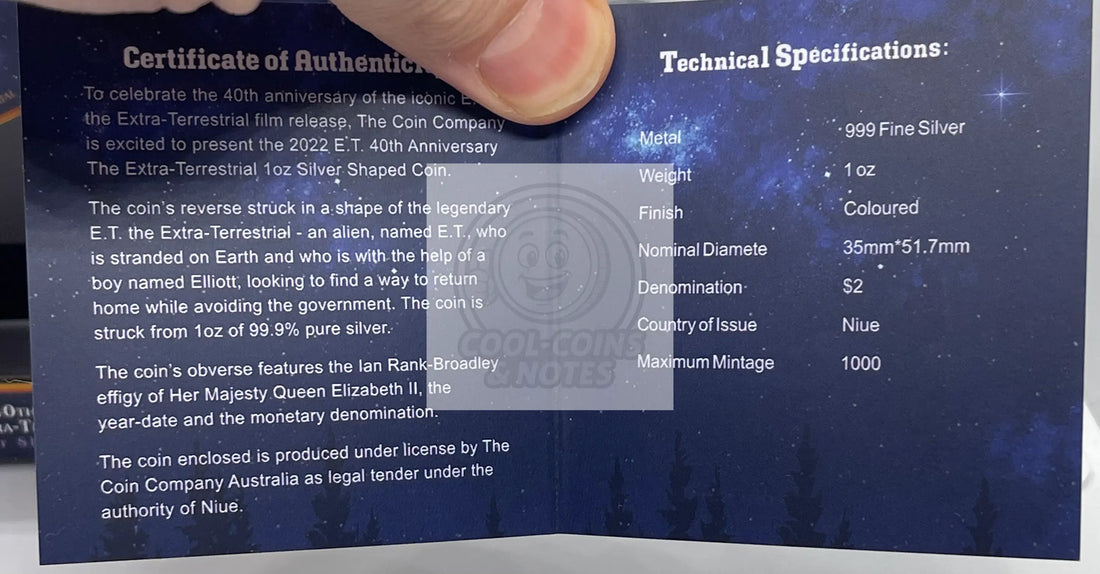 Certificate of
To celebrate the 40th anniversary of the iconic
the Extra-Terrestrial film release, The Coin Company
is excited to present the 2022 E.T. 40th Anniversary
The Extra-Terrestrial 1oz Silver Shaped Coin.
The coin's reverse struck in a shape of the legendary
E.T. the Extra-Terrestrial - an alien, named E.T., who
is stranded on Earth and who is with the help of a
boy named Elliott, looking to find a way to return
home while avoiding the government. The coin is
struck from 1oz of 99.9% pure silver.
The coin's obverse features the Ian Rank-Broadley
effigy of Her Majesty Queen Elizabeth II, the
year-date and the monetary denomination.
The coin enclosed is produced under license by The
Coin Company Australia as legal tender under the
authority of Niue.
Technical Specifications:
Metal 999 Fine Silver
Weight 1 oz
Finish Coloured
Nominal Diamete 35mm*51.7mm
Denomination $2
Country of Issue Niue
Maximum Mintage 1000
COOL-COINS
& NOTES